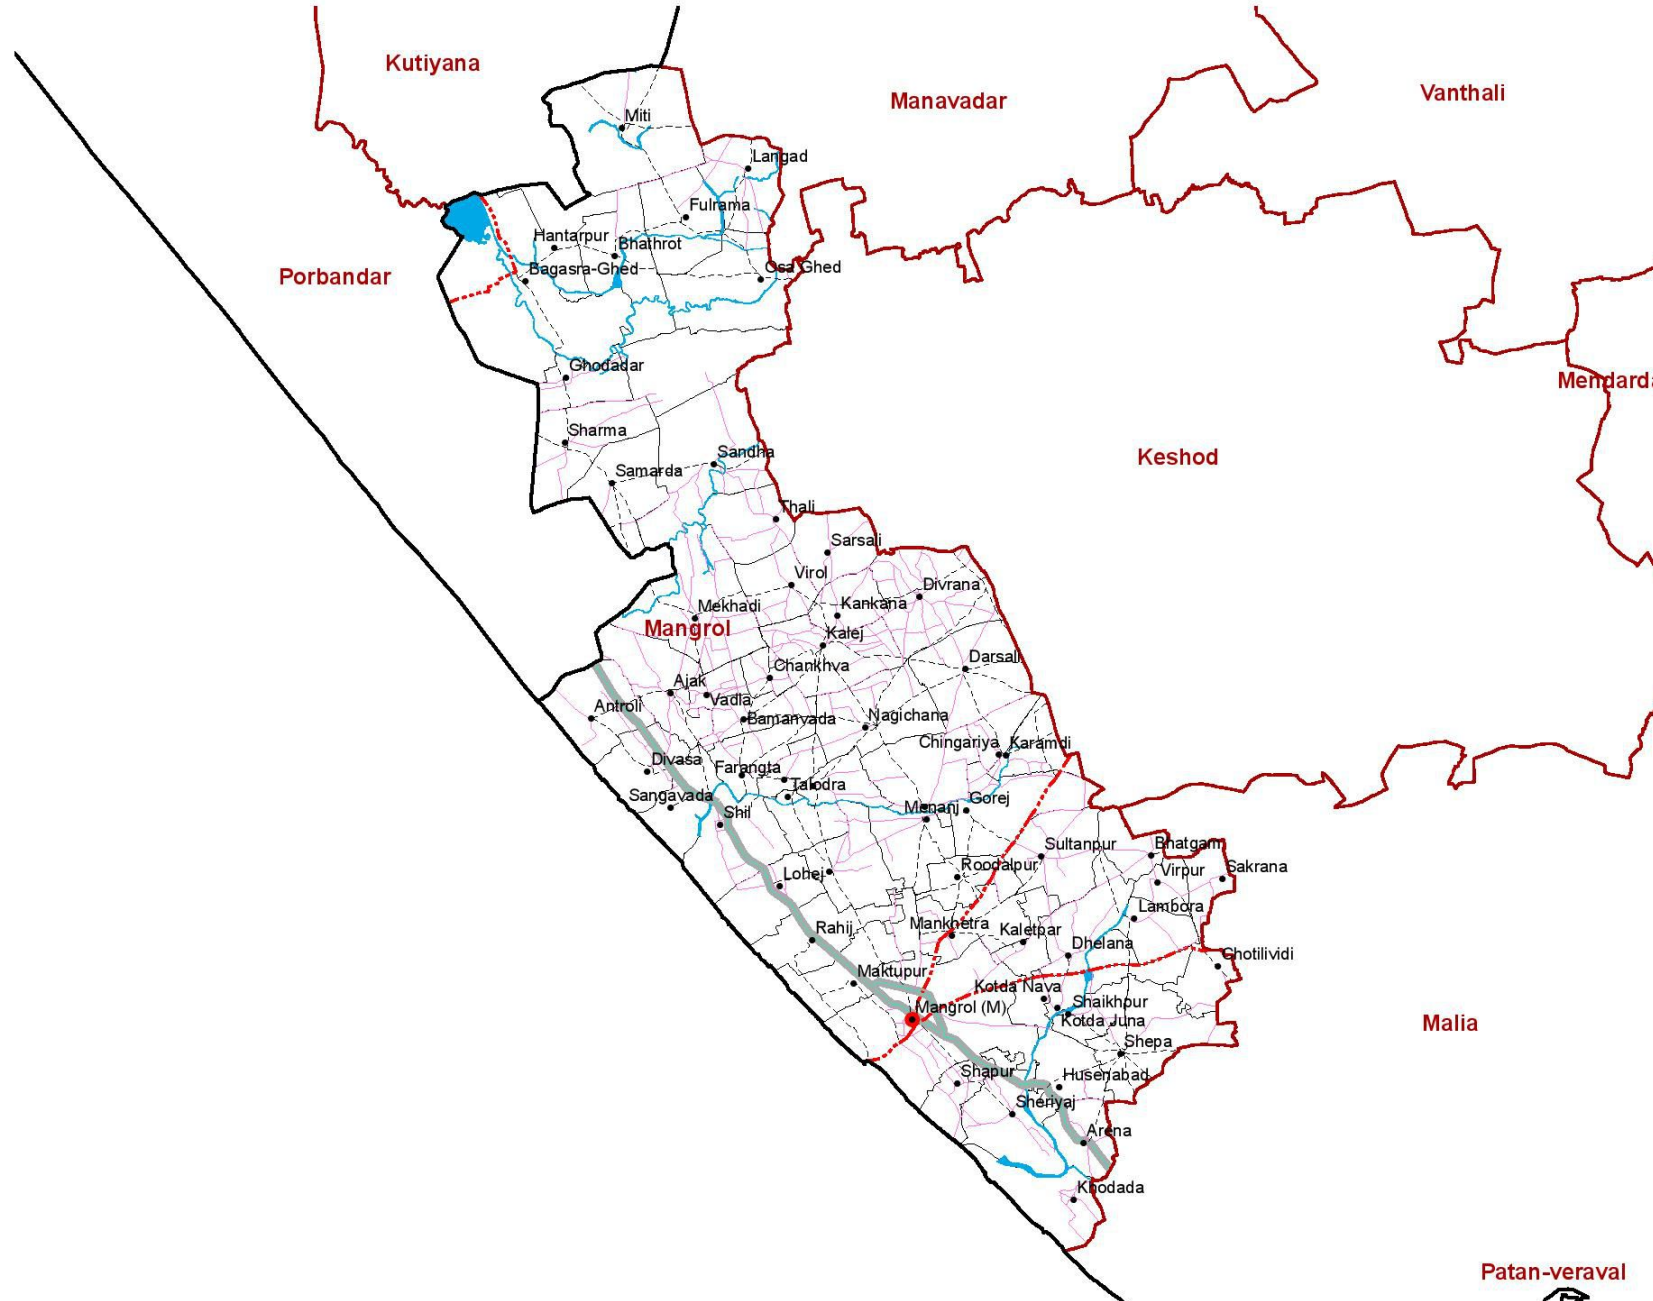 Kutiyana
Manavadar
Vanthali
Miti
Langad
Fulrama
Hantarpur
Bhathrot
Bagasra-Ghed
Osa Ghed
Porbandar
Ghodadar
Mendarda
Sharma
Sandha
Keshod
Samarda
Thali
Sarsali
Virol
Divrana
Mekhadi
Kankana
Mangrol
Kalej
Chankhva
Darsali
Ajak
Vadla
Antroli
Bamanvada
Nagichana
Chingariya
Karamdi
Divasa
Farangta
Talodra
Sangavada
Shil
Menanj
Gorej
Sultanpur
Bhatgam
Roodalpur
Virpur
Sakrana
Lohej
Lambora
Rahij
Mankhetra
Kaletpar
Dhelana
Ghotilividi
Maktupur
Kotda Nava
Shaikhpur
Mangrol (M)
Kotda Juna
Malia
Shepa
Shapur
Husenabad
Sheriyaj
Arena
Khodada
Patan-veraval